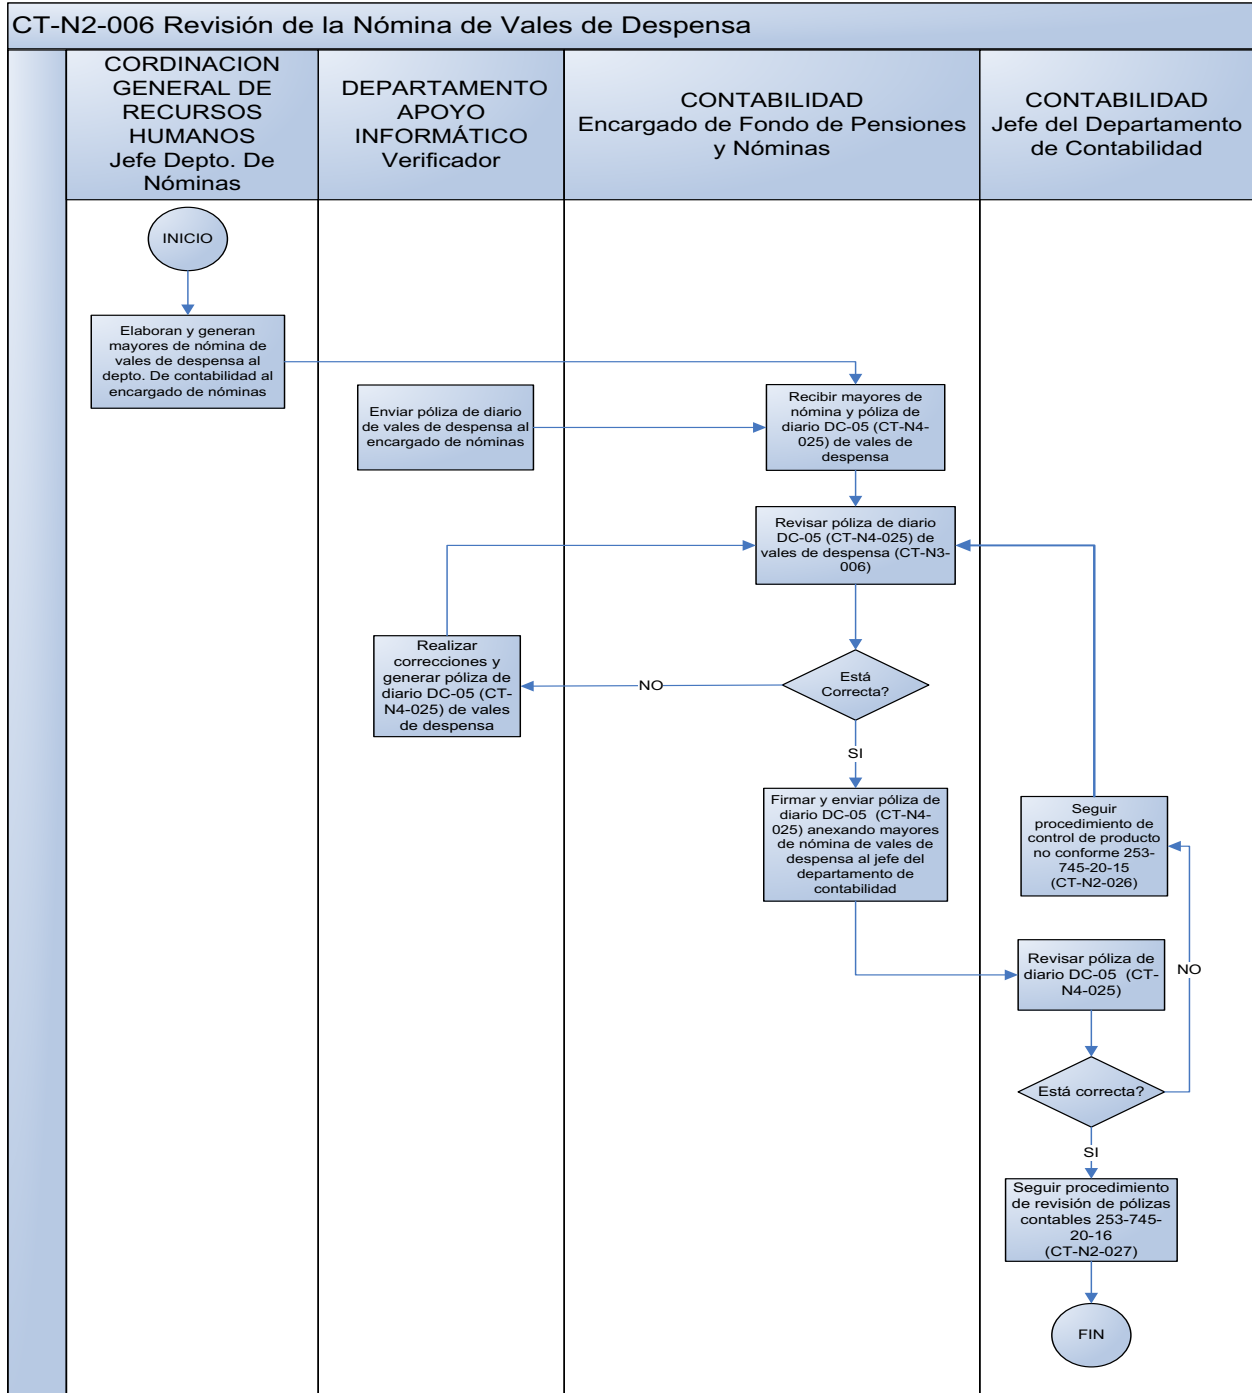 CT-N2-006 Revisión de la Nómina de Vales de Despensa
CORDINACION
GENERAL DE
RECURSOS
HUMANOS
Jefe Depto. De
Nóminas
DEPARTAMENTO
APOYO
INFORMÁTICO
Verificador
CONTABILIDAD
Encargado de Fondo de Pensiones
y Nóminas
CONTABILIDAD
Jefe del Departamento
de Contabilidad
INICIO
Elaboran y generan
mayores de nómina de
vales de despensa al
depto. De contabilidad al
encargado de nóminas
Enviar póliza de diario
de vales de despensa al
encargado de nóminas
Recibir mayores de
nómina y póliza de
diario DC-05 (CT-N4-
025) de vales de
despensa
Revisar póliza de diario
DC-05 (CT-N4-025) de
vales de despensa (CT-N3-
006)
Realizar
correcciones y
generar póliza de
diario DC-05 (CT-
N4-025) de vales
de despensa
NO
Está
Correcta?
SI
Firmar y enviar póliza de
diario DC-05  (CT-N4-
025) anexando mayores
de nómina de vales de
despensa al jefe del
departamento de
contabilidad
Seguir
procedimiento de
control de producto
no conforme 253-
745-20-15
(CT-N2-026)
Revisar póliza de
diario DC-05  (CT-
N4-025)
NO
Está correcta?
SI
Seguir procedimiento
de revisión de pólizas
contables 253-745-
20-16
(CT-N2-027)
FIN